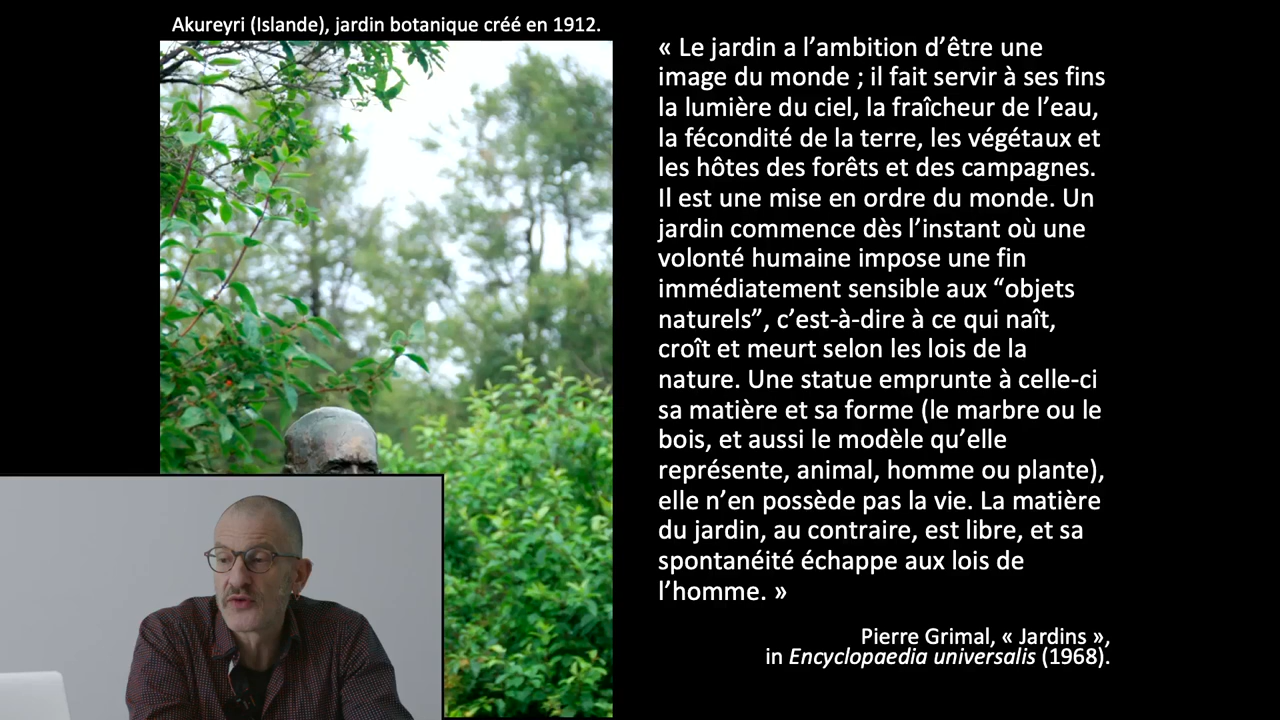 Akureyri (Islande), jardin botanique créé en 1912.
« Le jardin a l’ambition d’être une
image du monde ; il fait servir à ses fins
la lumière du ciel, la fraîcheur de l’eau,
la fécondité de la terre, les végétaux et
les hôtes des forêts et des campagnes.
Il est une mise en ordre du monde. Un
jardin commence dès l’instant où une
volonté humaine impose une fin
immédiatement sensible aux “objets
naturels”, c’est-à-dire à ce qui naît,
croît et meurt selon les lois de la
nature. Une statue emprunte à celle-ci
sa matière et sa forme (le marbre ou le
bois, et aussi le modèle qu’elle
représente, animal, homme ou plante),
elle n’en possède pas la vie. La matière
du jardin, au contraire, est libre, et sa
spontanéité échappe aux lois de
l’homme. »
Pierre Grimal, « Jardins »,
in Encyclopaedia universalis (1968).